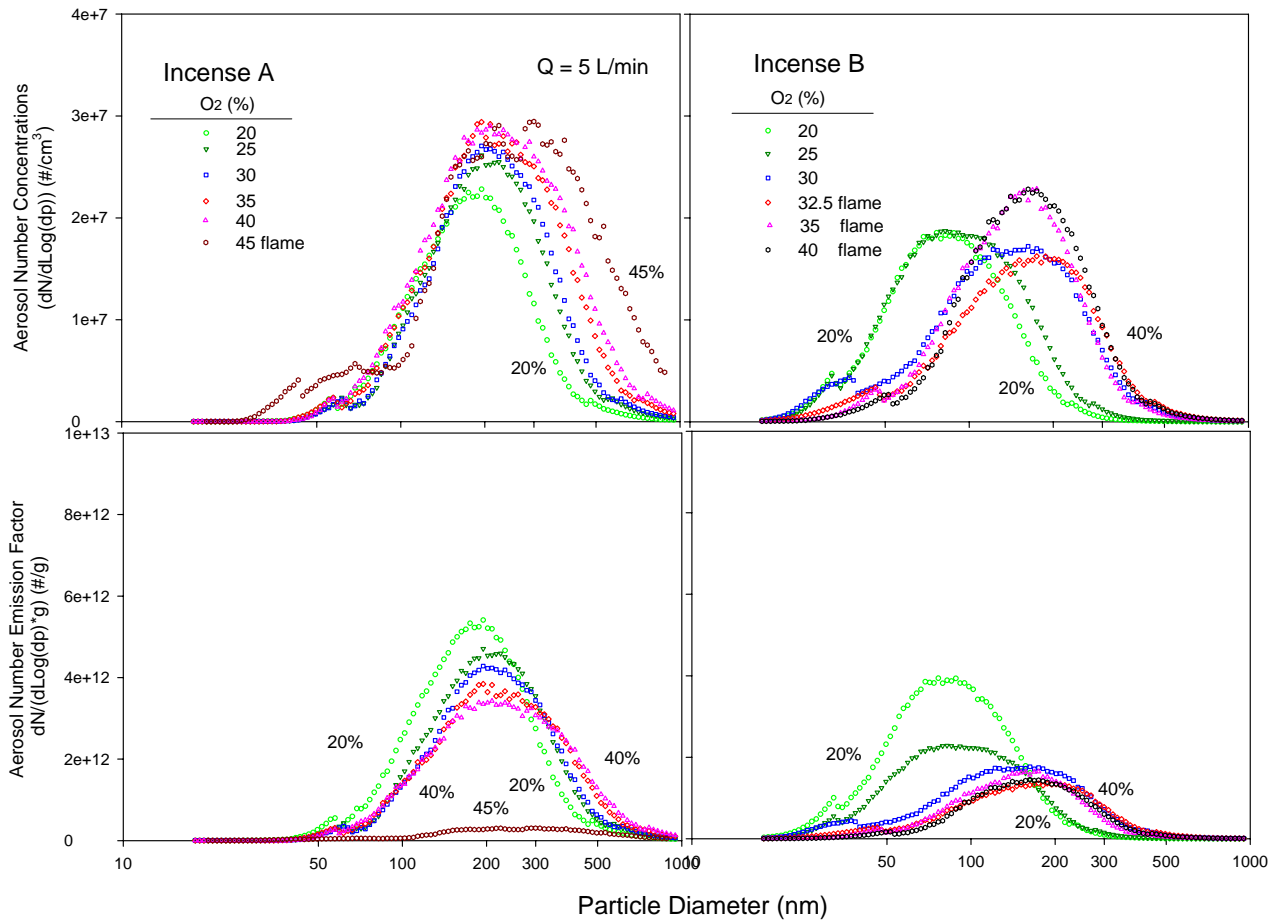 4e+7
3e+7
2e+7
1e+7
0
Aerosol Number Concentrations
(dN/dLog(dp)) (#/cm3)
Incense A
Q = 5 L/min
O2 (%)
20
25
30
35
40
45 flame
45%
20%
Incense B
O2 (%)
20
25
30
32.5 flame
35 flame
40 flame
20%
40%
20%
1e+13
8e+12
6e+12
4e+12
2e+12
0
Aerosol Number Emission Factor
dN/(dLog(dp)*g) (#/g)
20%
40%
40%
20%
45%
20%
40%
20%
10 50 100 200 300 500 1000
10 50 100 200 300 500 1000
Particle Diameter (nm)